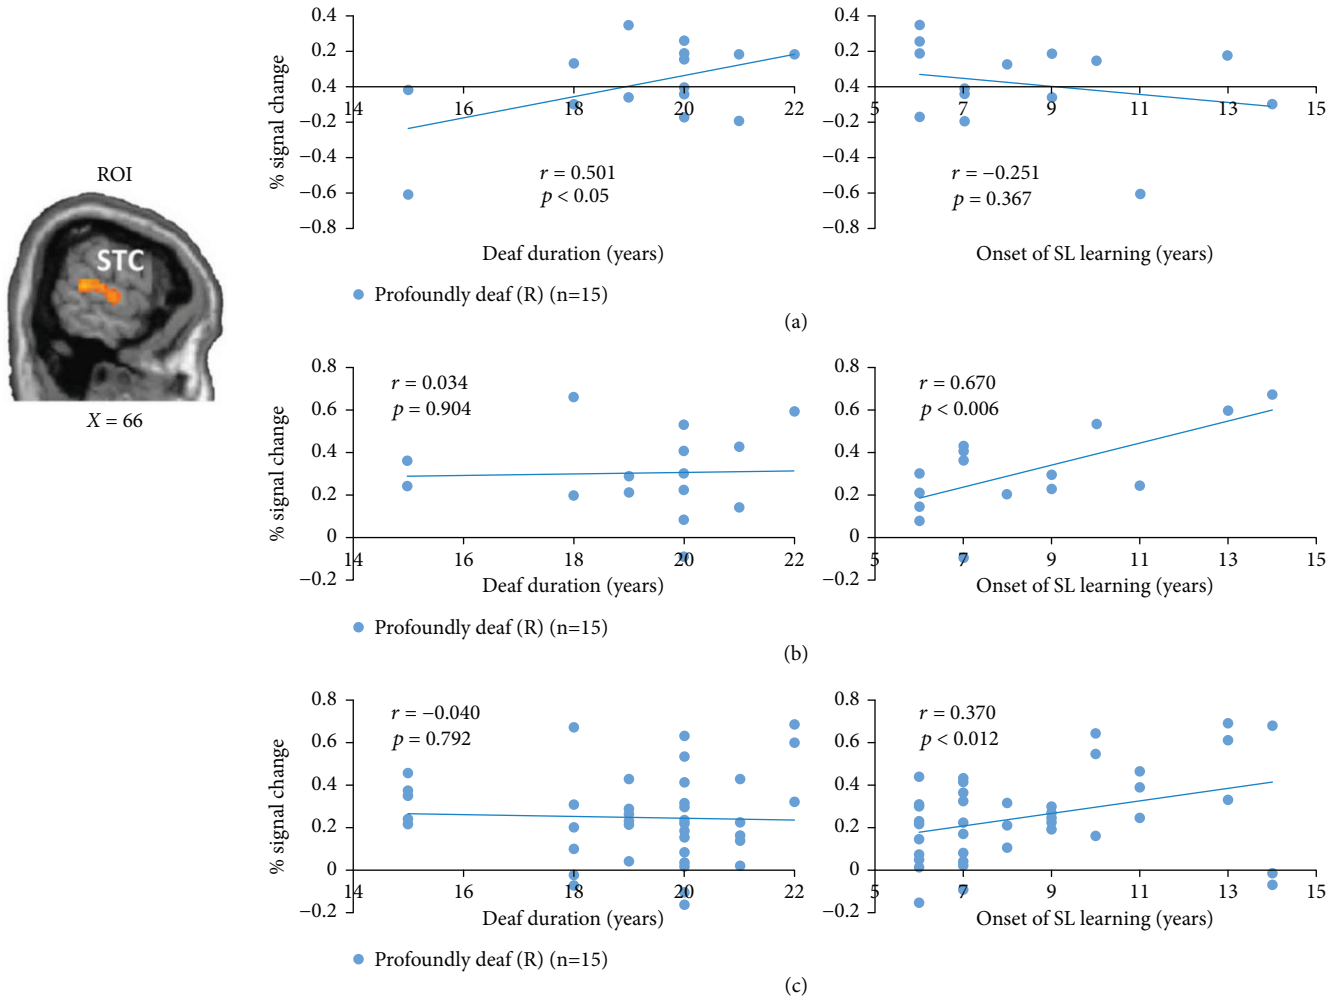 ROI
STC
X = 66
% signal change
0.4
0.2
0.4
−0.2
−0.4
−0.6
−0.8
14
16
18
20
22
r = 0.501
p < 0.05
Deaf duration (years)
0.4
0.2
0.4
−0.2
−0.4
−0.6
−0.8
5
7
9
11
13
15
r = −0.251
p = 0.367
Onset of SL learning (years)
Profoundly deaf (R) (n=15)
(a)
% signal change
0.8
0.6
0.4
0.2
0
−0.2
14
16
18
20
22
r = 0.034
p = 0.904
Deaf duration (years)
0.8
0.6
0.4
0.2
0
−0.2
5
7
9
11
13
15
r = 0.670
p < 0.006
Onset of SL learning (years)
Profoundly deaf (R) (n=15)
(b)
% signal change
0.8
0.6
0.4
0.2
0
−0.2
14
16
18
20
22
r = −0.040
p = 0.792
Deaf duration (years)
0.8
0.6
0.4
0.2
0
−0.2
5
7
9
11
13
15
r = 0.370
p < 0.012
Onset of SL learning (years)
Profoundly deaf (R) (n=15)
(c)